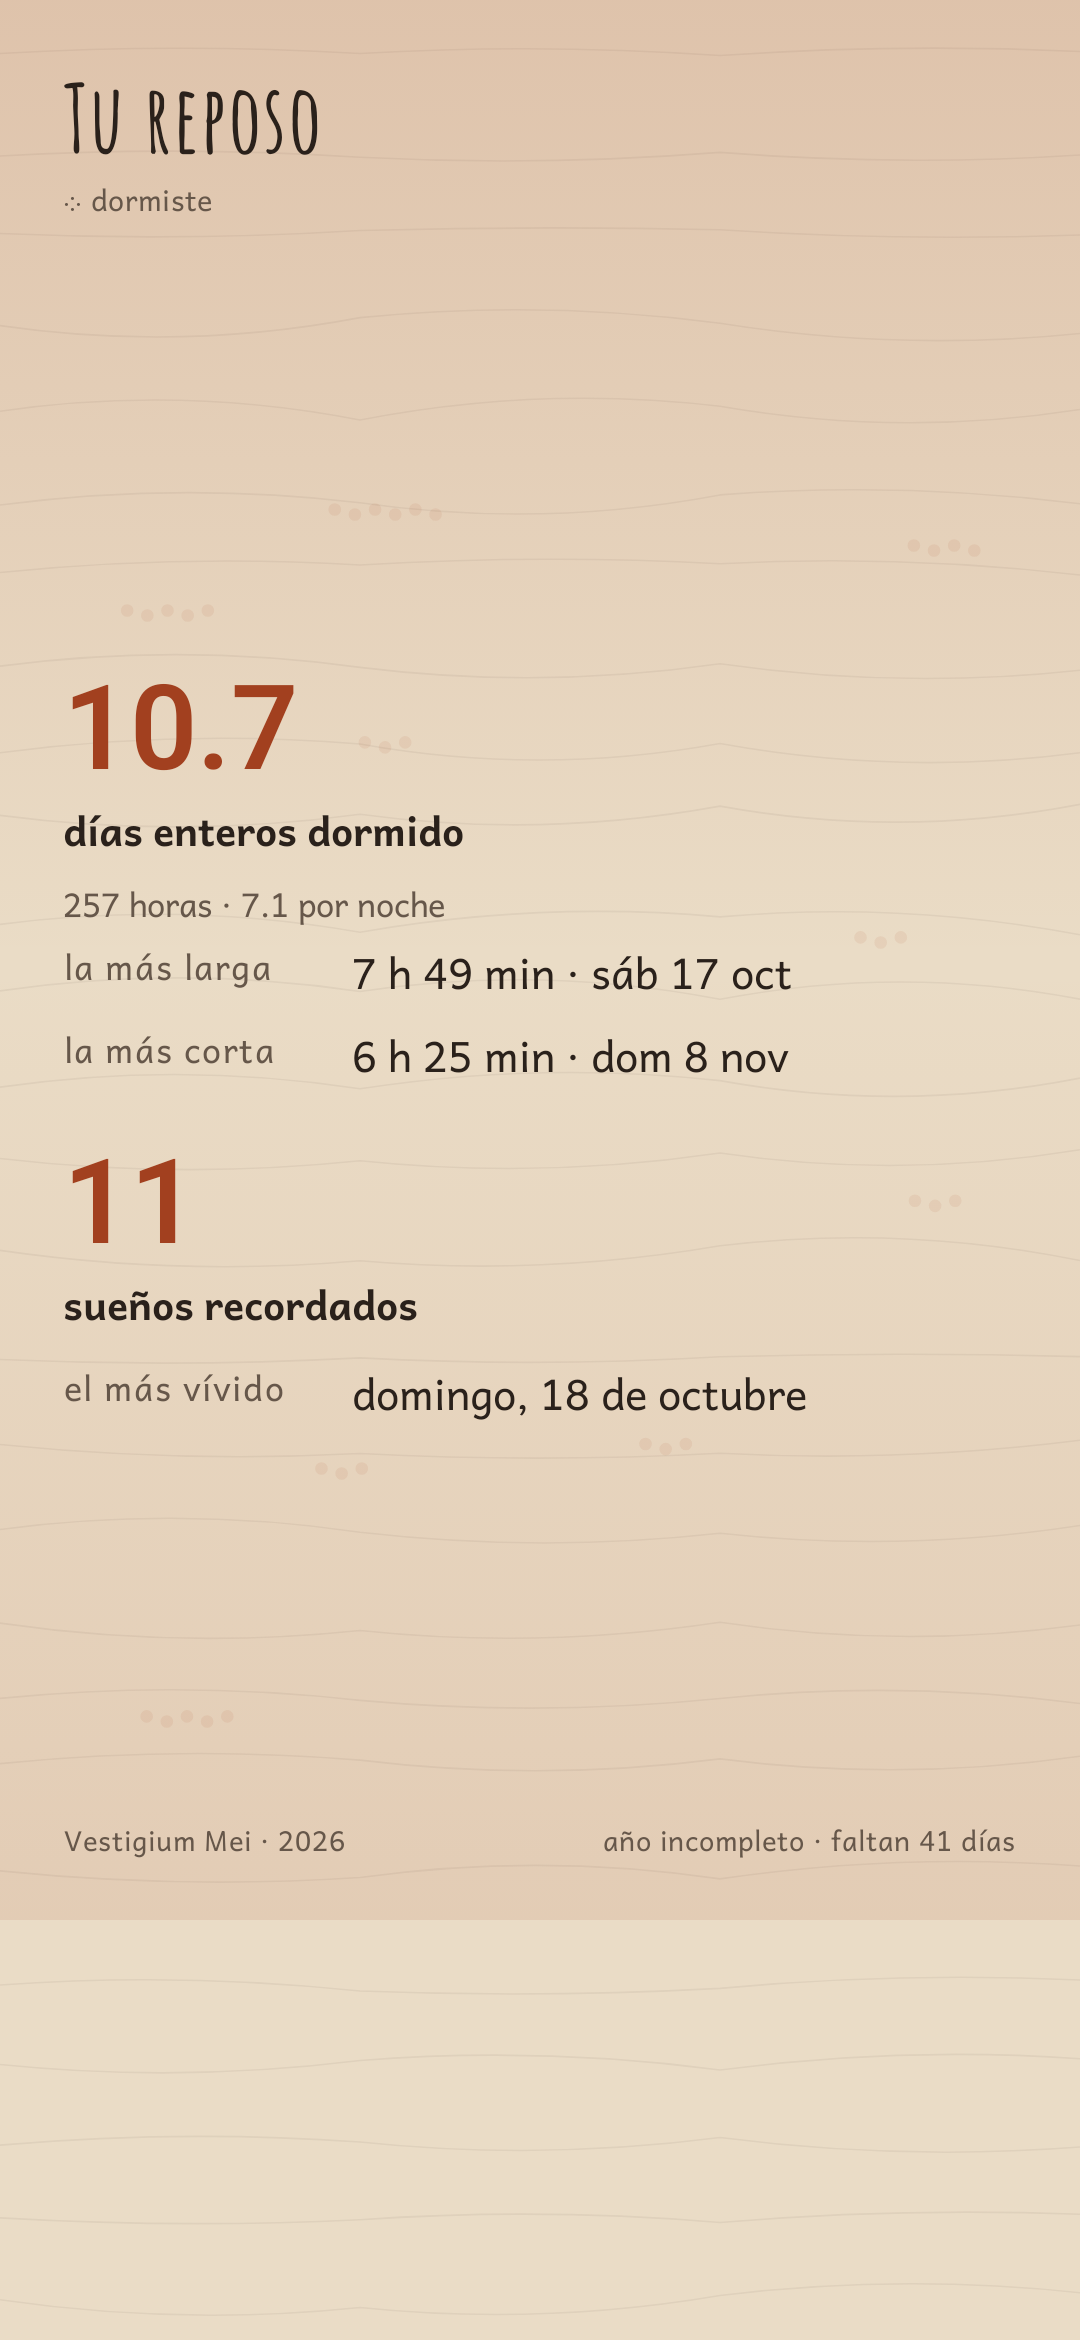 Tu reposo
⁘ dormiste
10.7
días enteros dormido
257 horas · 7.1 por noche
la más larga 7 h 49 min · sáb 17 oct
la más corta 6 h 25 min · dom 8 nov
11
sueños recordados
el más vívido domingo, 18 de octubre
Vestigium Mei · 2026 año incompleto · faltan 41 días